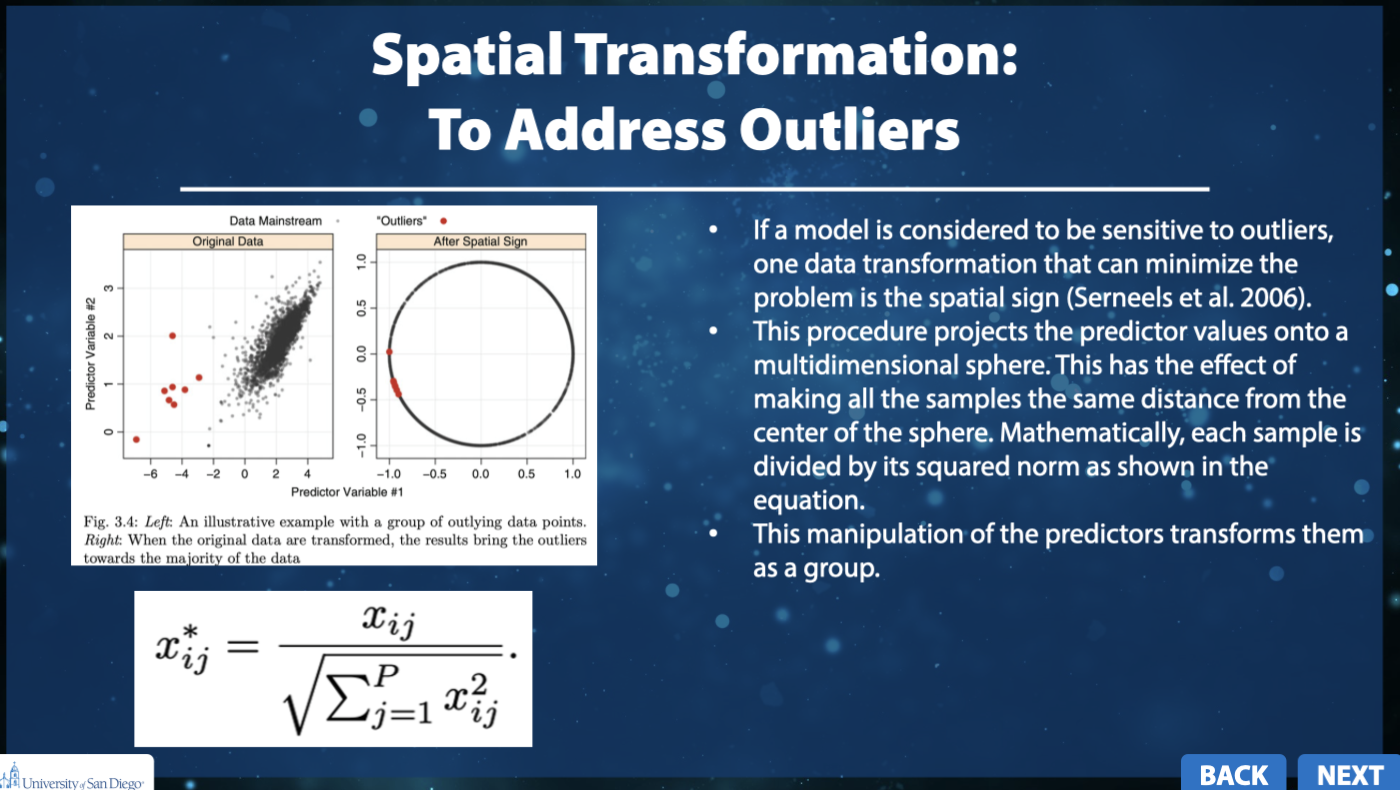 Spatial Transformation:
To Address Outliers
Data Mainstream
"Outliers"
Original Data
After Spatial Sign
Predictor Variable #2
3
2
1
0
−6
−4
−2
0
2
4
1.0
0.5
0.0
−0.5
−1.0
−1.0
−0.5
0.0
0.5
1.0
Predictor Variable #1
Fig. 3.4: Left: An illustrative example with a group of outlying data points.
Right: When the original data are transformed, the results bring the outliers
towards the majority of the data
x*ij = xij / √(∑j=1^P x²ij).
• If a model is considered to be sensitive to outliers,
one data transformation that can minimize the
problem is the spatial sign (Serneels et al. 2006).
• This procedure projects the predictor values onto a
multidimensional sphere. This has the effect of
making all the samples the same distance from the
center of the sphere. Mathematically, each sample is
divided by its squared norm as shown in the
equation.
• This manipulation of the predictors transforms them
as a group.
University of San Diego
BACK
NEXT